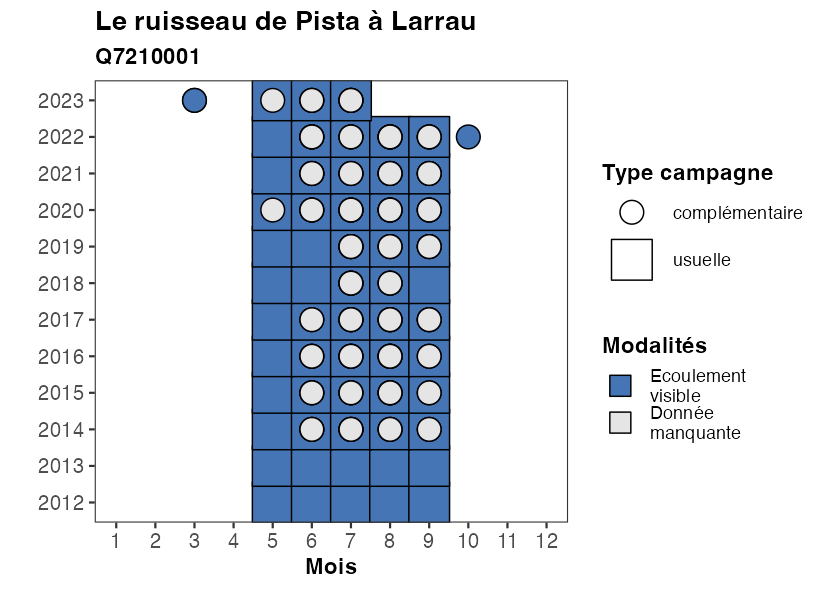 Le ruisseau de Pista à Larrau
Q7210001
2023
2022
2021
2020
2019
2018
2017
2016
2015
2014
2013
2012
1 2 3 4 5 6 7 8 9 10 11 12
Mois
Type campagne
complémentaire
usuelle
Modalités
Ecoulement
visible
Donnée
manquante